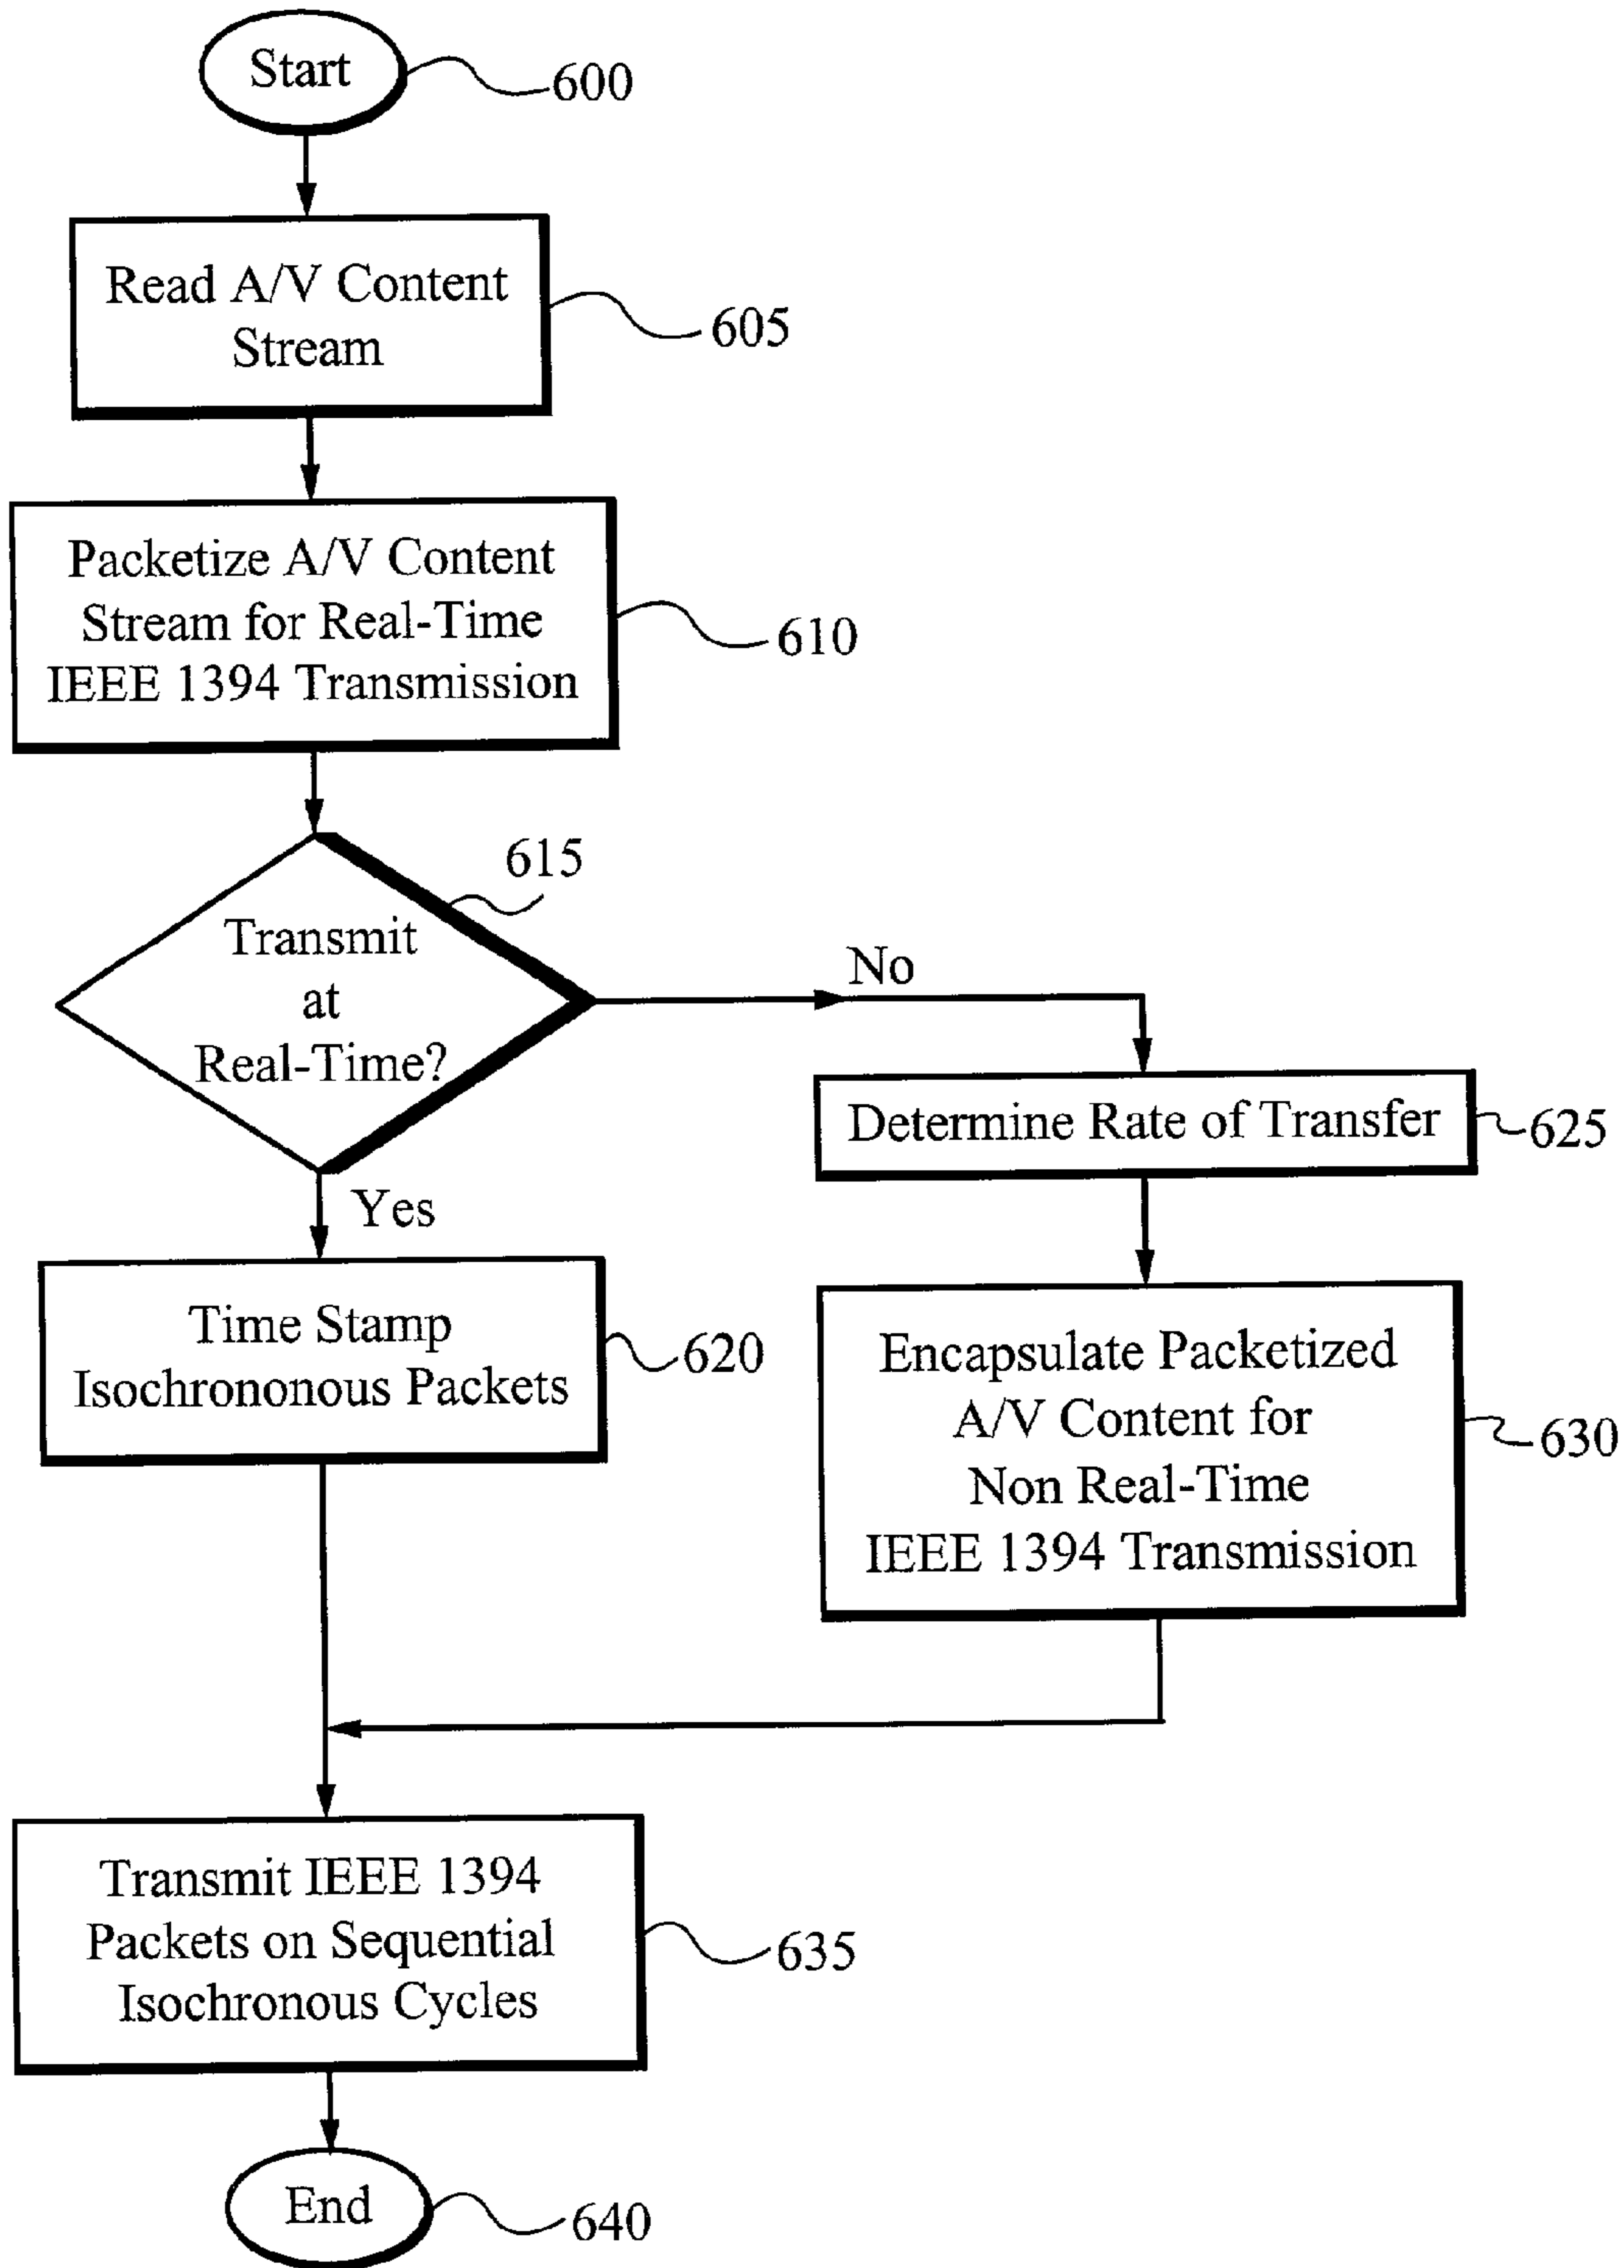 Start
600
Read A/V Content
Stream
605
Packetize A/V Content
Stream for Real-Time
IEEE 1394 Transmission
610
615
Transmit
at
Real-Time?
No
Yes
Determine Rate of Transfer
625
Time Stamp
Isochrononous Packets
620
Encapsulate Packetized
A/V Content for
Non Real-Time
IEEE 1394 Transmission
630
Transmit IEEE 1394
Packets on Sequential
Isochronous Cycles
635
End
640